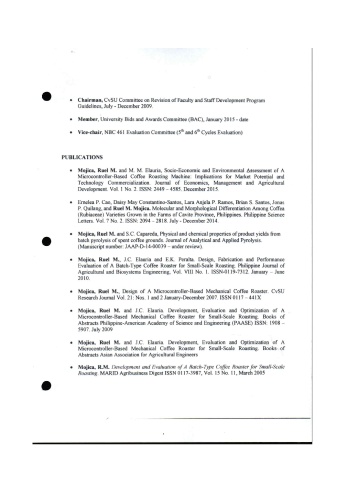 • Chairman, CvSU Committee on Revision of Faculty and Staff Development Program
Guidelines, July - December 2009
• Member, University Bids and Awards Committee (BAC), January 2015 - date
• Vice-chair, NBC 461 Evaluation Committee (5th and 6th Cycles Evaluation)
PUBLICATIONS
• Mojica, Ruel M. and M. M. Elauria, Socio-Economic and Environmental Assessment of A
Microcontroller-Based Coffee Roasting Machine: Implications for Market Potential and
Technology Commercialization. Journal of Economics, Management and Agricultural
Development. Vol. 1 No. 2. ISSN: 2449 – 4585. December 2015.
• Ernelea P. Cao, Daisy May Constantino-Santos, Lara Anjela P. Ramos, Brian S. Santos, Jonas
P. Quilang, and Ruel M. Mojica. Molecular and Morphological Differentiation Among Coffea
(Rubiaceae) Varieties Grown in the Farms of Cavite Province, Philippines. Philippine Science
Letters. Vol. 7 No. 2. ISSN: 2094 – 2818. July - December 2014.
• Mojica, Ruel M. and S.C. Capareda, Physical and chemical properties of product yields from
batch pyrolysis of spent coffee grounds. Journal of Analytical and Applied Pyrolysis.
(Manuscript number: JAAP-D-14-00039 – under review).
• Mojica, Ruel M., J.C. Elauria and E.K. Peralta. Design, Fabrication and Performance
Evaluation of A Batch-Type Coffee Roaster for Small-Scale Roasting. Philippine Journal of
Agricultural and Biosystems Engineering, Vol. VIII No. 1. ISSN-0119-7312. January – June
2010.
• Mojica, Ruel M., Design of A Microcontroller-Based Mechanical Coffee Roaster. CvSU
Research Journal Vol. 21. Nos. 1 and 2 January-December 2007. ISSN 0117 – 441X
• Mojica, Ruel M. and J.C. Elauria. Development, Evaluation and Optimization of A
Microcontroller-Based Mechanical Coffee Roaster for Small-Scale Roasting. Books of
Abstracts Philippine-American Academy of Science and Engineering (PAASE) ISSN: 1908 –
5907. July 2009
• Mojica, Ruel M. and J.C. Elauria. Development, Evaluation and Optimization of A
Microcontroller-Based Mechanical Coffee Roaster for Small-Scale Roasting. Books of
Abstracts Asian Association for Agricultural Engineers
• Mojica, R.M. Development and Evaluation of A Batch-Type Coffee Roaster for Small-Scale
Roasting. MARID Agribusiness Digest ISSN 0117-3987, Vol. 15 No. 11, March 2005